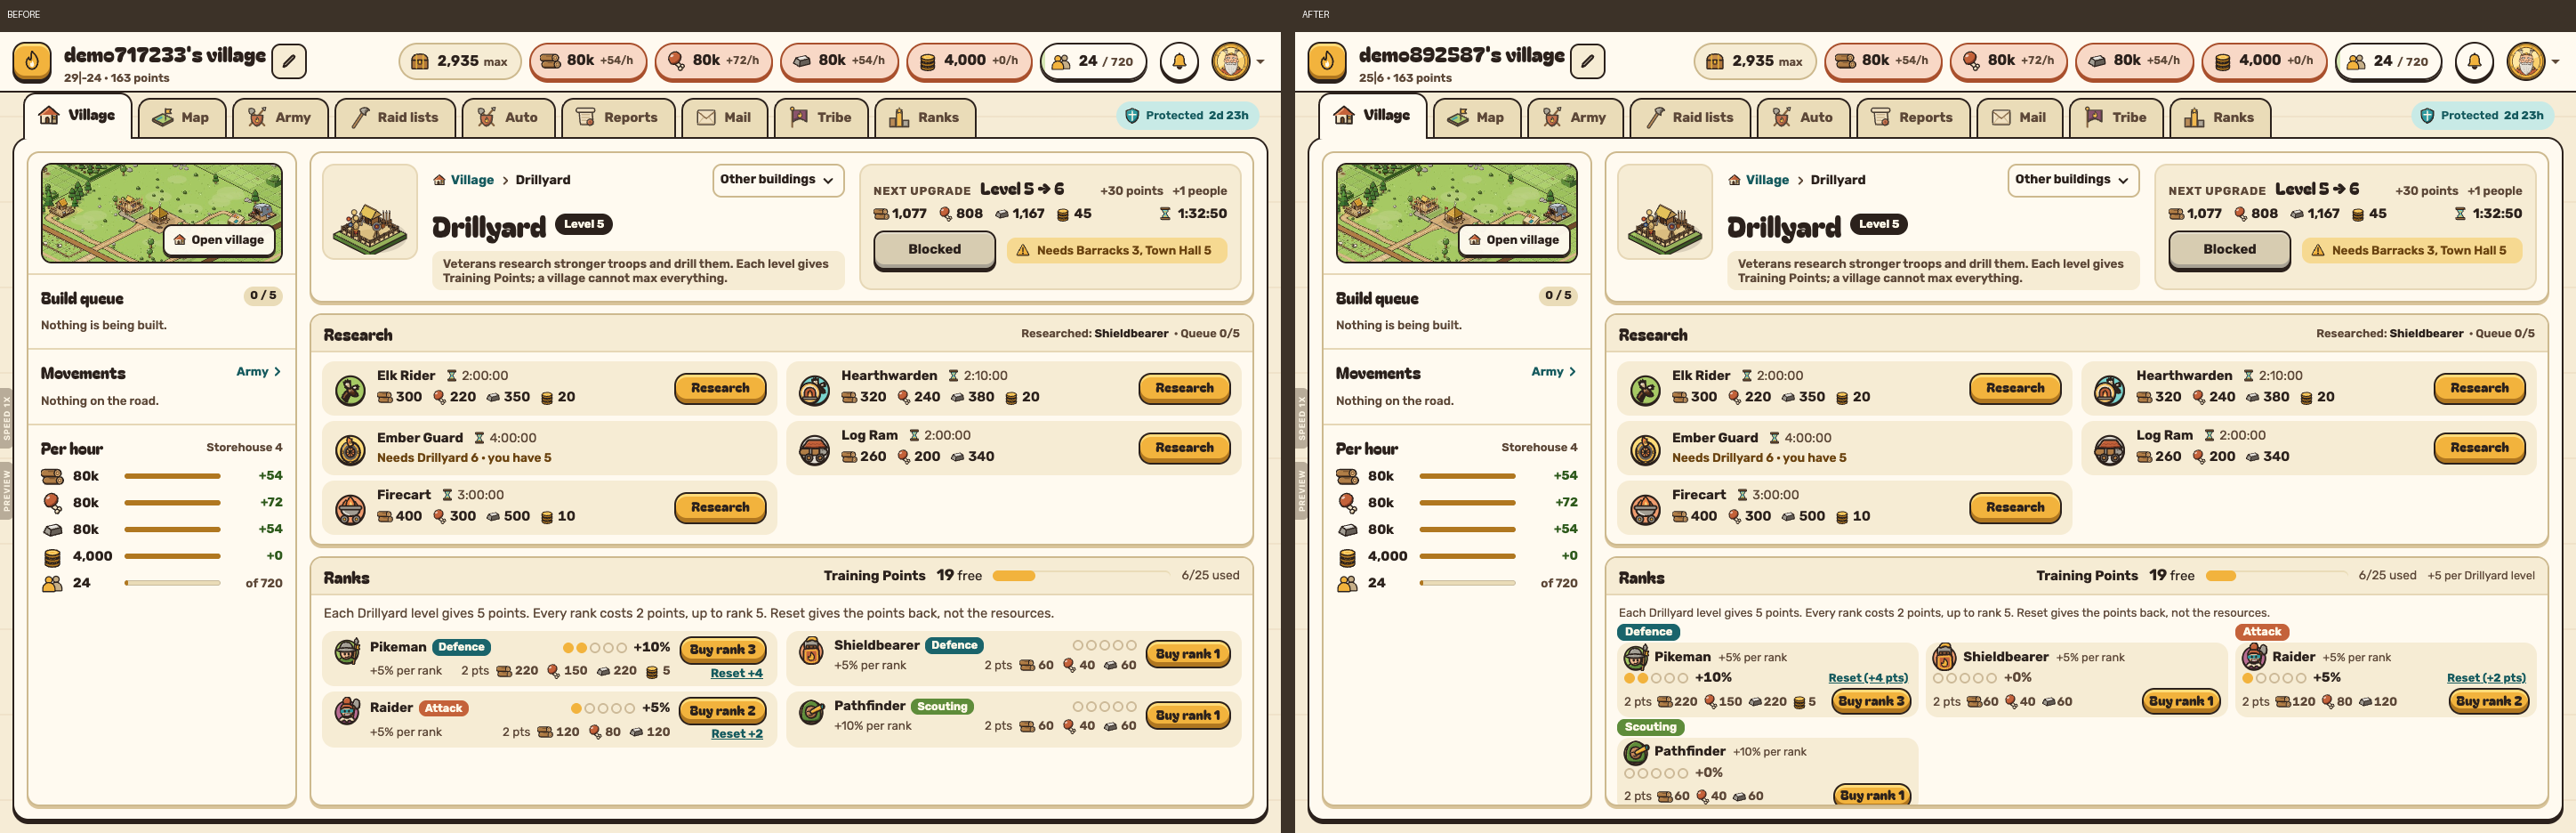 BEFORE
demo717233's village
29|-24 · 163 points
2,935 max
80k +54/h
80k +72/h
80k +54/h
4,000 +0/h
24 / 720
Village
Map
Army
Raid lists
Auto
Reports
Mail
Tribe
Ranks
Protected 2d 23h
Open village
Build queue 0 / 5
Nothing is being built.
Movements Army >
Nothing on the road.
Per hour Storehouse 4
80k +54
80k +72
80k +54
4,000 +0
24 of 720
SPEED 1X
PREVIEW
Village > Drillyard
Other buildings
Drillyard Level 5
Veterans research stronger troops and drill them. Each level gives
Training Points; a village cannot max everything.
NEXT UPGRADE Level 5 → 6 +30 points +1 people
1,077 808 1,167 45 1:32:50
Blocked
Needs Barracks 3, Town Hall 5
Research
Researched: Shieldbearer · Queue 0/5
Elk Rider 2:00:00
300 220 350 20
Research
Hearthwarden 2:10:00
320 240 380 20
Research
Ember Guard 4:00:00
Needs Drillyard 6 · you have 5
Log Ram 2:00:00
260 200 340
Research
Firecart 3:00:00
400 300 500 10
Research
Ranks
Training Points 19 free 6/25 used
Each Drillyard level gives 5 points. Every rank costs 2 points, up to rank 5. Reset gives the points back, not the resources.
Pikeman Defence +10% Buy rank 3
+5% per rank 2 pts 220 150 220 5 Reset +4
Shieldbearer Defence Buy rank 1
+5% per rank 2 pts 60 40 60
Raider Attack +5% Buy rank 2
+5% per rank 2 pts 120 80 120 Reset +2
Pathfinder Scouting Buy rank 1
+10% per rank 2 pts 60 40 60
AFTER
demo892587's village
25|6 · 163 points
2,935 max
80k +54/h
80k +72/h
80k +54/h
4,000 +0/h
24 / 720
Village
Map
Army
Raid lists
Auto
Reports
Mail
Tribe
Ranks
Protected 2d 23h
Open village
Build queue 0 / 5
Nothing is being built.
Movements Army >
Nothing on the road.
Per hour Storehouse 4
80k +54
80k +72
80k +54
4,000 +0
24 of 720
SPEED 1X
PREVIEW
Village > Drillyard
Other buildings
Drillyard Level 5
Veterans research stronger troops and drill them. Each level gives
Training Points; a village cannot max everything.
NEXT UPGRADE Level 5 → 6 +30 points +1 people
1,077 808 1,167 45 1:32:50
Blocked
Needs Barracks 3, Town Hall 5
Research
Researched: Shieldbearer · Queue 0/5
Elk Rider 2:00:00
300 220 350 20
Research
Hearthwarden 2:10:00
320 240 380 20
Research
Ember Guard 4:00:00
Needs Drillyard 6 · you have 5
Log Ram 2:00:00
260 200 340
Research
Firecart 3:00:00
400 300 500 10
Research
Ranks
Training Points 19 free 6/25 used +5 per Drillyard level
Each Drillyard level gives 5 points. Every rank costs 2 points, up to rank 5. Reset gives the points back, not the resources.
Defence
Pikeman +5% per rank
+10% Reset (+4 pts)
2 pts 220 150 220 5 Buy rank 3
Shieldbearer +5% per rank
+0%
2 pts 60 40 60 Buy rank 1
Attack
Raider +5% per rank
+5% Reset (+2 pts)
2 pts 120 80 120 Buy rank 2
Scouting
Pathfinder +10% per rank
+0%
2 pts 60 40 60 Buy rank 1